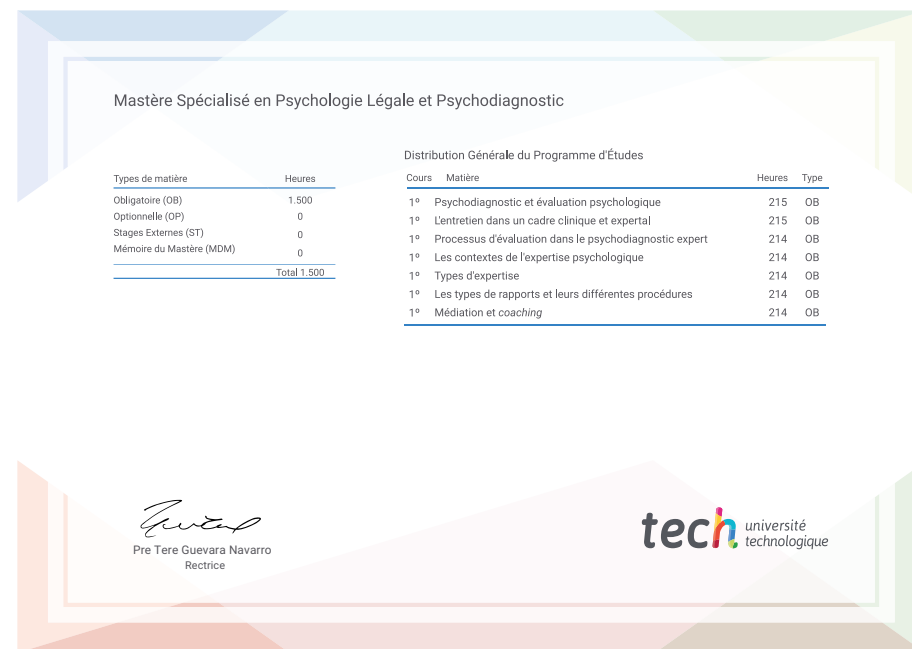 Mastère Spécialisé en Psychologie Légale et Psychodiagnostic
Types de matière Heures
Obligatoire (OB) 1.500
Optionnelle (OP) 0
Stages Externes (ST) 0
Mémoire du Mastère (MDM) 0
Total 1.500
Distribution Générale du Programme d'Études
Cours Matière Heures Type
1º Psychodiagnostic et évaluation psychologique 215 OB
1º L'entretien dans un cadre clinique et expertal 215 OB
1º Processus d'évaluation dans le psychodiagnostic expert 214 OB
1º Les contextes de l'expertise psychologique 214 OB
1º Types d'expertise 214 OB
1º Les types de rapports et leurs différentes procédures 214 OB
1º Médiation et coaching 214 OB
Pre Tere Guevara Navarro
Rectrice
tech université
technologique